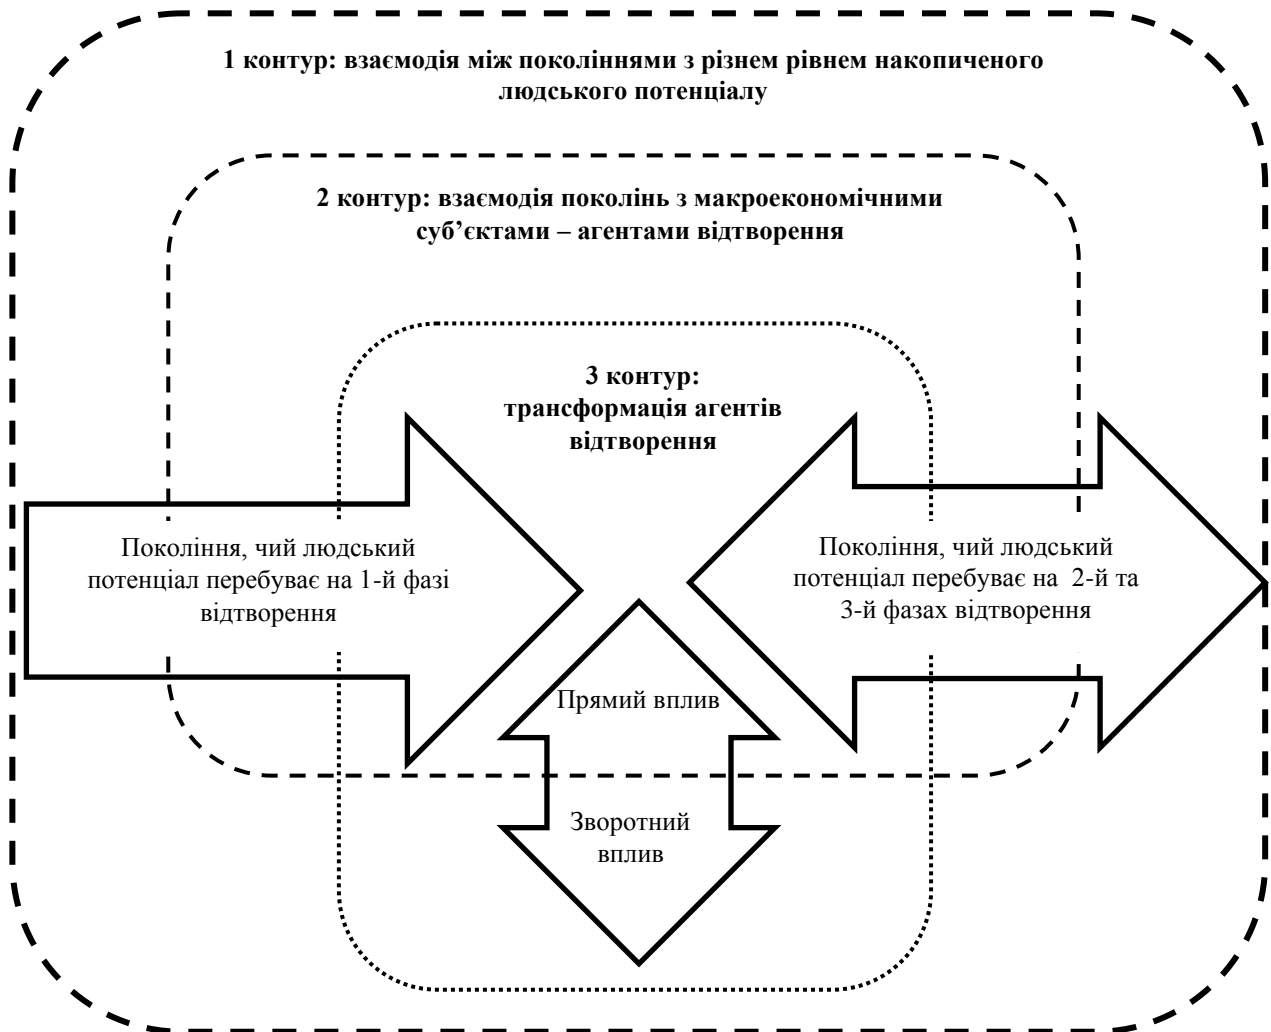 1 контур: взаємодія між поколіннями з різнем рівнем накопиченого
людського потенціалу
2 контур: взаємодія поколінь з макроекономічними
суб’єктами – агентами відтворення
3 контур:
трансформація агентів
відтворення
Покоління, чий людський
потенціал перебуває на 1-й фазі
відтворення
Покоління, чий людський
потенціал перебуває на 2-й та
3-й фазах відтворення
Прямий вплив
Зворотний
вплив